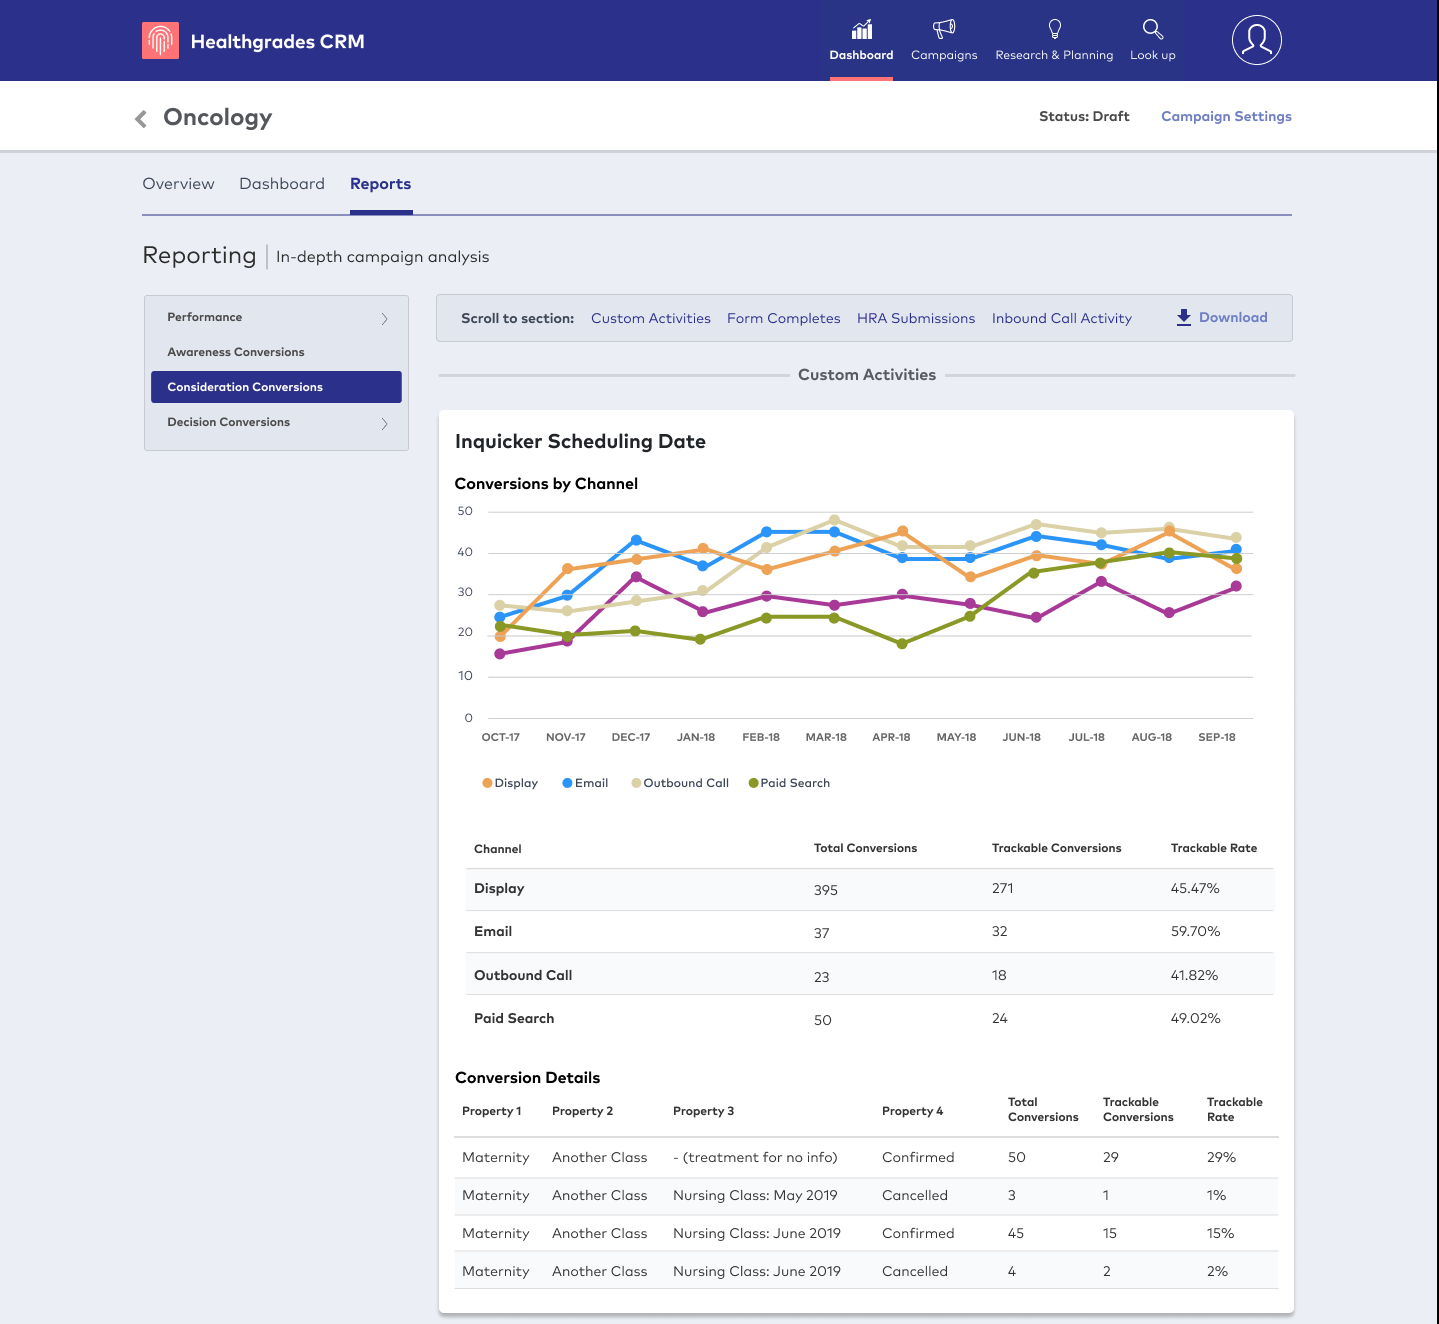 Healthgrades CRM
Dashboard Campaigns Research & Planning Look up
Oncology
Status: Draft Campaign Settings
Overview Dashboard Reports
Reporting In-depth campaign analysis
Performance
Awareness Conversions
Consideration Conversions
Decision Conversions
Scroll to section: Custom Activities Form Completes HRA Submissions Inbound Call Activity Download
Custom Activities
Inquicker Scheduling Date
Conversions by Channel
50
40
30
20
10
0
OCT-17 NOV-17 DEC-17 JAN-18 FEB-18 MAR-18 APR-18 MAY-18 JUN-18 JUL-18 AUG-18 SEP-18
Display Email Outbound Call Paid Search
Channel Total Conversions Trackable Conversions Trackable Rate
Display 395 271 45.47%
Email 37 32 59.70%
Outbound Call 23 18 41.82%
Paid Search 50 24 49.02%
Conversion Details
Property 1 Property 2 Property 3 Property 4 Total Conversions Trackable Conversions Trackable Rate
Maternity Another Class - (treatment for no info) Confirmed 50 29 29%
Maternity Another Class Nursing Class: May 2019 Cancelled 3 1 1%
Maternity Another Class Nursing Class: June 2019 Confirmed 45 15 15%
Maternity Another Class Nursing Class: June 2019 Cancelled 4 2 2%